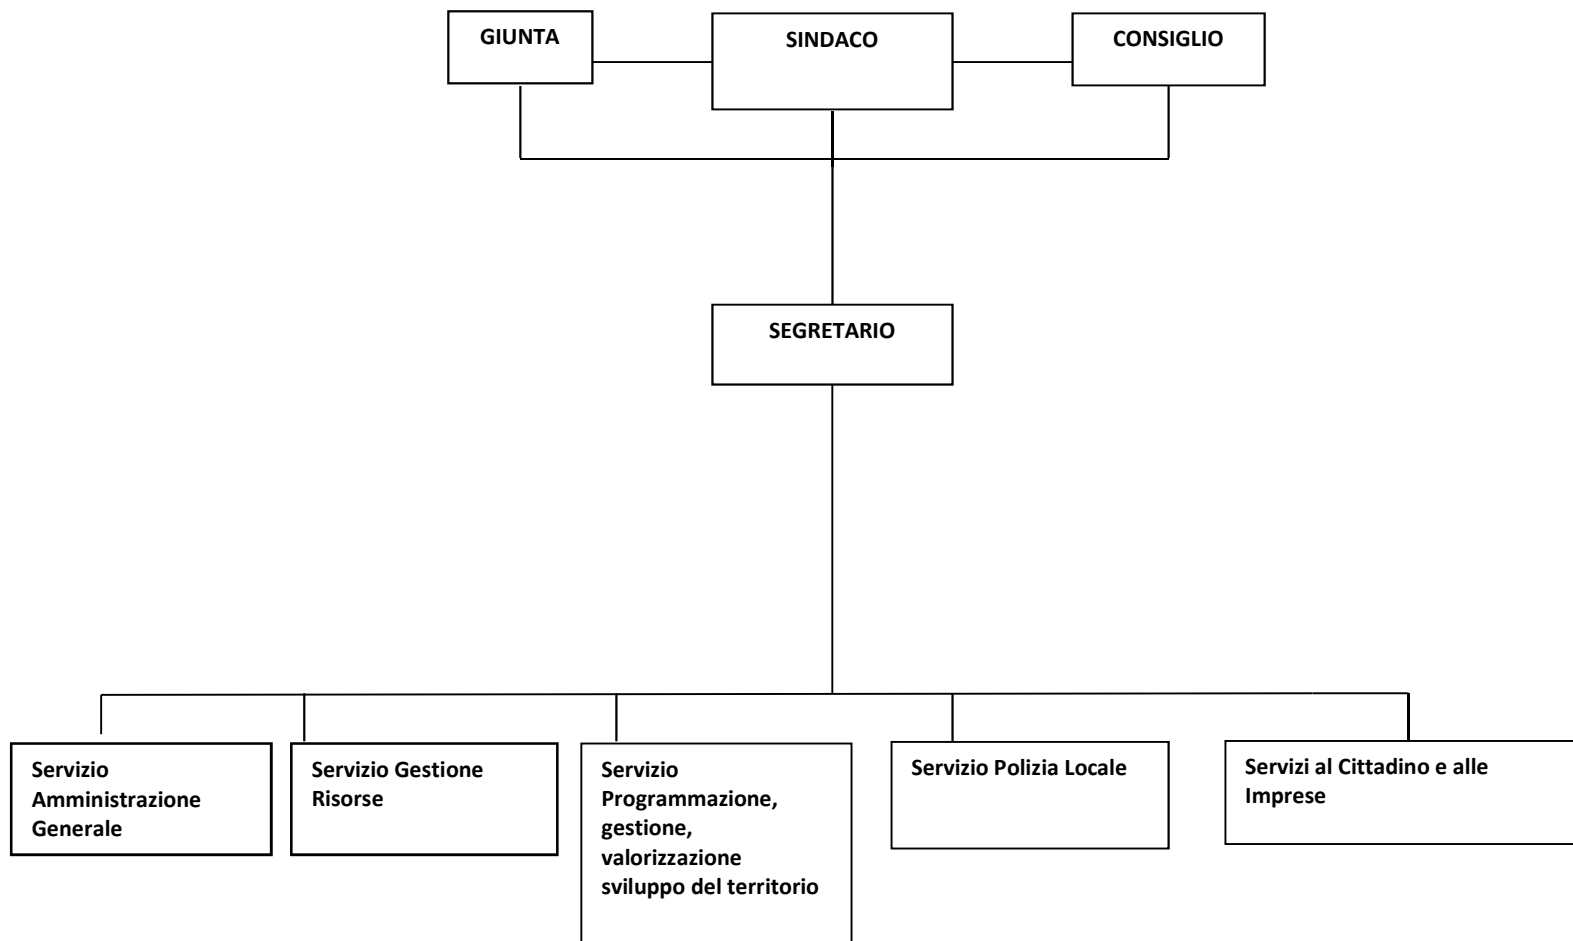 GIUNTA
SINDACO
CONSIGLIO
SEGRETARIO
Servizio
Amministrazione
Generale
Servizio Gestione
Risorse
Servizio
Programmazione,
gestione,
valorizzazione
sviluppo del territorio
Servizio Polizia Locale
Servizi al Cittadino e alle
Imprese